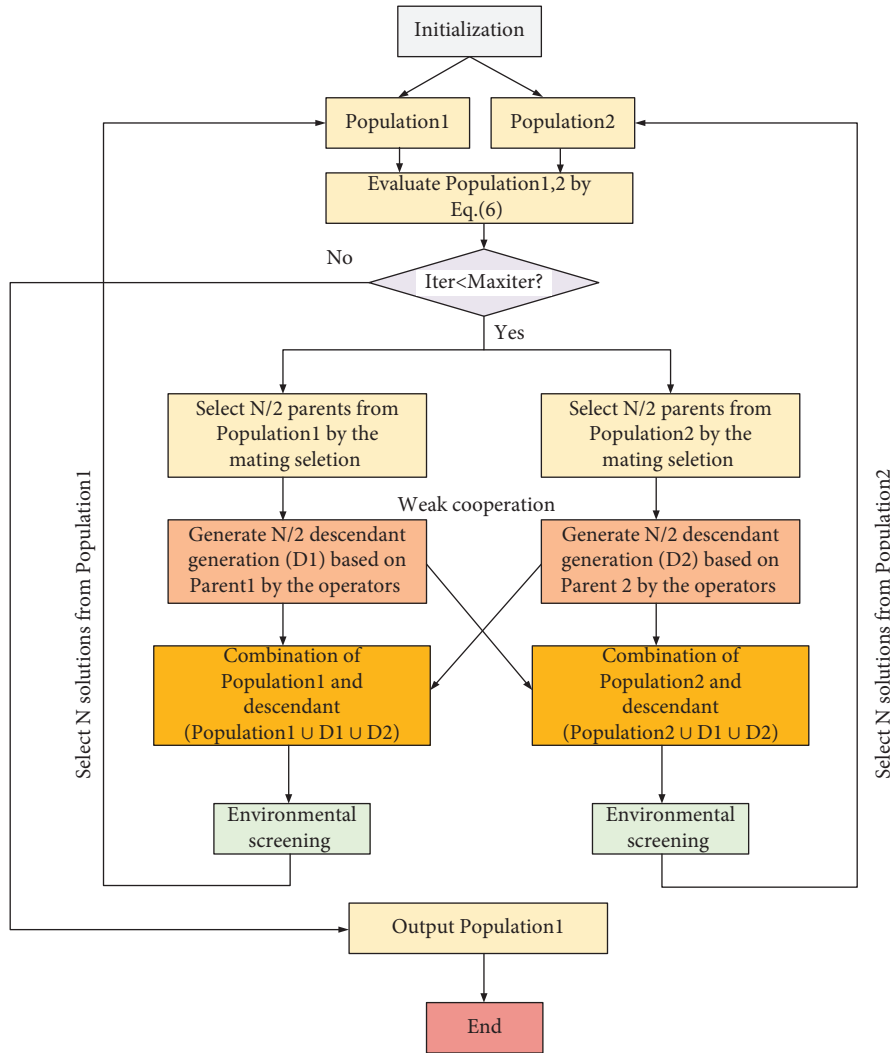 Initialization
Population1
Population2
Evaluate Population1,2 by
Eq.(6)
No
Iter<Maxiter?
Yes
Select N/2 parents from
Population1 by the
mating seletion
Select N/2 parents from
Population2 by the
mating seletion
Weak cooperation
Generate N/2 descendant
generation (D1) based on
Parent1 by the operators
Generate N/2 descendant
generation (D2) based on
Parent 2 by the operators
Combination of
Population1 and
descendant
(Population1 ∪ D1 ∪ D2)
Combination of
Population2 and
descendant
(Population2 ∪ D1 ∪ D2)
Select N solutions from Population1
Select N solutions from Population2
Environmental
screening
Environmental
screening
Output Population1
End